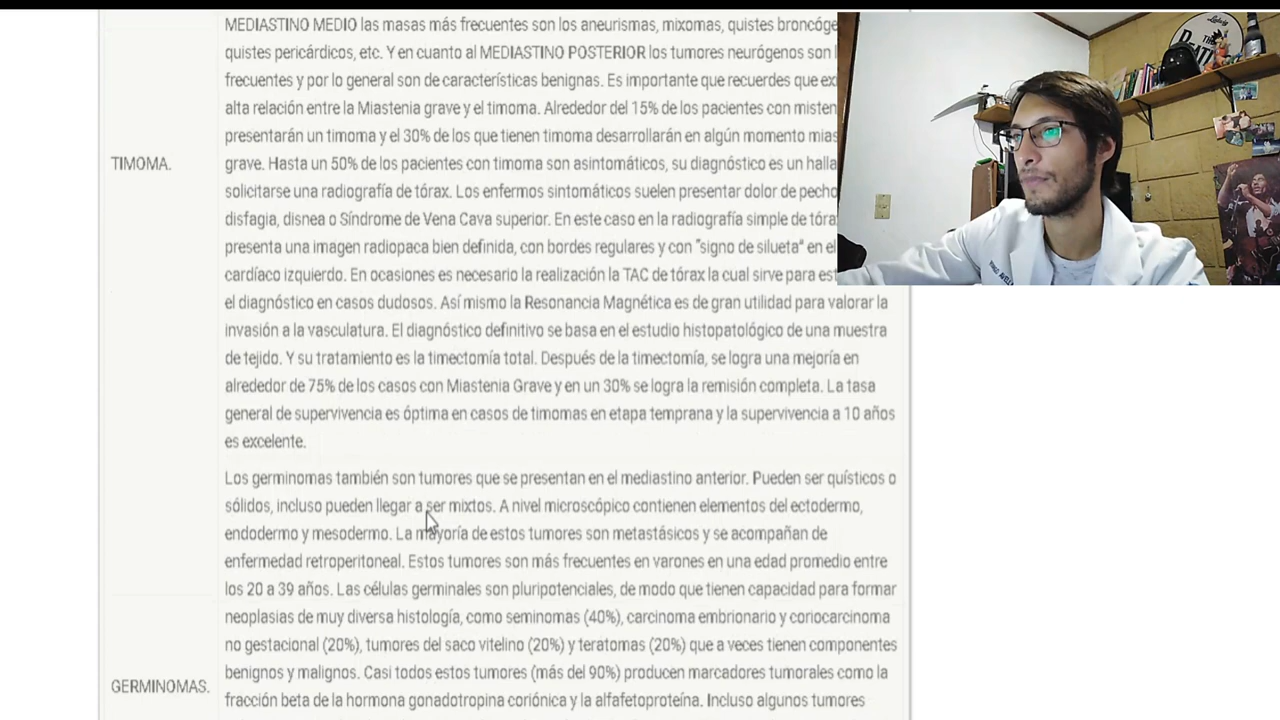 MEDIASTINO MEDIO las masas más frecuentes son los aneurismas, mixomas, quistes broncóge
quistes pericárdicos, etc. Y en cuanto al MEDIASTINO POSTERIOR los tumores neurógenos son l
frecuentes y por lo general son de características benignas. Es importante que recuerdes que exi
alta relación entre la Miastenia grave y el timoma. Alrededor del 15% de los pacientes con misten
presentarán un timoma y el 30% de los que tienen timoma desarrollarán en algún momento mias
TIMOMA.
grave. Hasta un 50% de los pacientes con timoma son asintomáticos, su diagnóstico es un halla
solicitarse una radiografía de tórax. Los enfermos sintomáticos suelen presentar dolor de pecho
disfagia, disnea o Síndrome de Vena Cava superior. En este caso en la radiografía simple de tóra
presenta una imagen radiopaca bien definida, con bordes regulares y con "signo de silueta" en el
cardíaco izquierdo. En ocasiones es necesario la realización la TAC de tórax la cual sirve para est
el diagnóstico en casos dudosos. Así mismo la Resonancia Magnética es de gran utilidad para valorar la
invasión a la vasculatura. El diagnóstico definitivo se basa en el estudio histopatológico de una muestra
de tejido. Y su tratamiento es la timectomía total. Después de la timectomía, se logra una mejoría en
alrededor de 75% de los casos con Miastenia Grave y en un 30% se logra la remisión completa. La tasa
general de supervivencia es óptima en casos de timomas en etapa temprana y la supervivencia a 10 años
es excelente.
Los germinomas también son tumores que se presentan en el mediastino anterior. Pueden ser quísticos o
sólidos, incluso pueden llegar a ser mixtos. A nivel microscópico contienen elementos del ectodermo,
endodermo y mesodermo. La mayoría de estos tumores son metastásicos y se acompañan de
enfermedad retroperitoneal. Estos tumores son más frecuentes en varones en una edad promedio entre
los 20 a 39 años. Las células germinales son pluripotenciales, de modo que tienen capacidad para formar
neoplasias de muy diversa histología, como seminomas (40%), carcinoma embrionario y coriocarcinoma
no gestacional (20%), tumores del saco vitelino (20%) y teratomas (20%) que a veces tienen componentes
benignos y malignos. Casi todos estos tumores (más del 90%) producen marcadores tumorales como la
GERMINOMAS.
fracción beta de la hormona gonadotropina coriónica y la alfafetoproteína. Incluso algunos tumores
Ludwig
THE